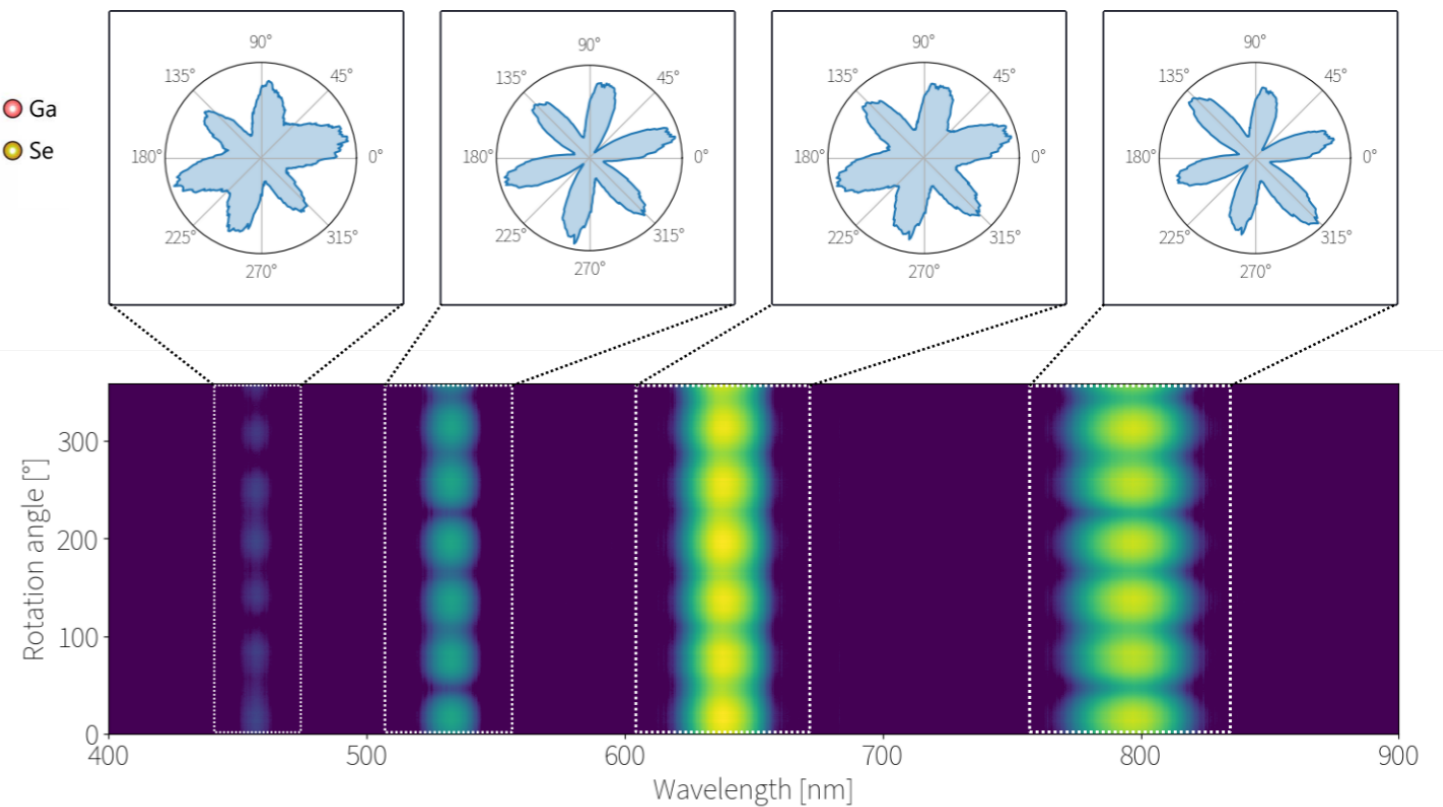 90° 90° 90° 90°
135° 45° 135° 45° 135° 45° 135° 45°
Ga
Se
180° 0° 180° 0° 180° 0° 180° 0°
225° 315° 225° 315° 225° 315° 225° 315°
270° 270° 270° 270°
Rotation angle [°]
300
200
100
0
400 500 600 700 800 900
Wavelength [nm]